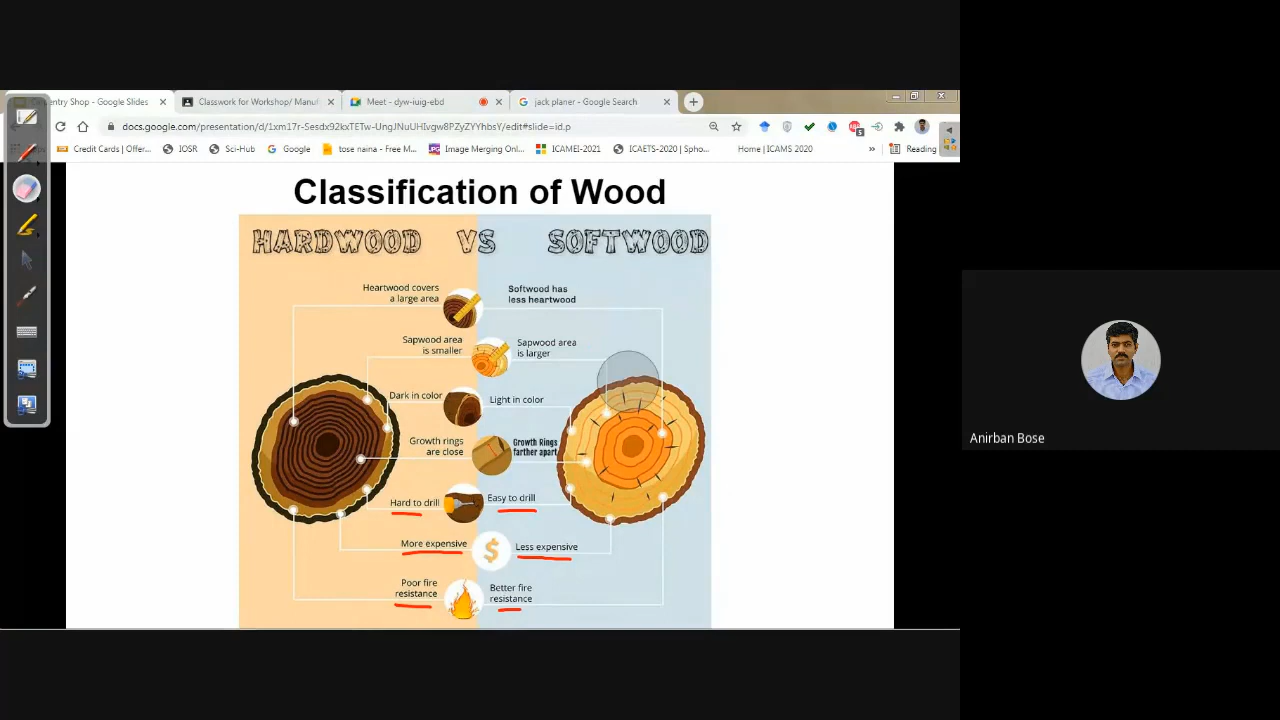 Carpentry Shop - Google Slides
Classwork for Workshop/ Manuf
Meet - dyw-iuig-ebd
jack planer - Google Search
docs.google.com/presentation/d/
/edit#slide=id.p
Credit Cards | Offer...
IOSR
Sci-Hub
Google
tose naina - Free M...
Image Merging Onl...
ICAMEI-2021
ICAETS-2020 | Spho...
Home | ICAMS 2020
»
Reading
Classification of Wood
HARDWOOD VS SOFTWOOD
Heartwood covers
a large area
Softwood has
less heartwood
Sapwood area
is smaller
Sapwood area
is larger
Dark in color
Light in color
Growth rings
are close
Growth Rings
farther apart
Hard to drill
Easy to drill
More expensive
$
Less expensive
Poor fire
resistance
Better fire
resistance
Anirban Bose